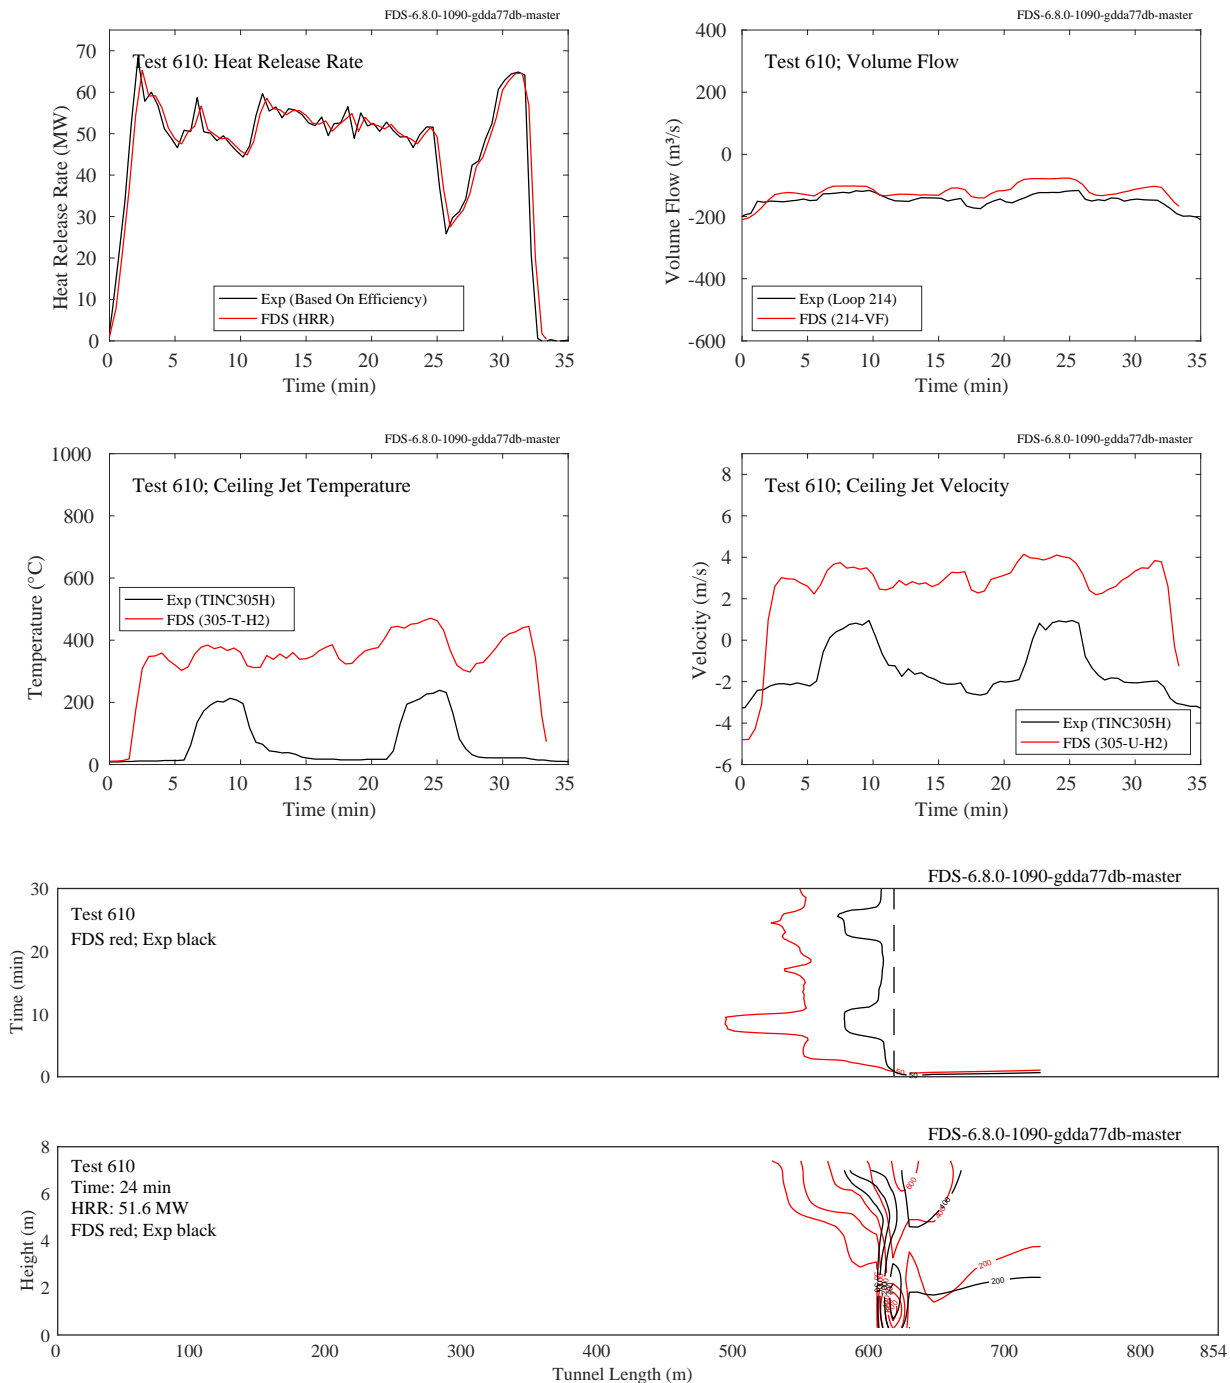 FDS-6.8.0-1090-gdda77db-master
Test 610: Heat Release Rate
Heat Release Rate (MW)
70
60
50
40
30
20
10
0
Exp (Based On Efficiency)
FDS (HRR)
0 5 10 15 20 25 30 35
Time (min)
FDS-6.8.0-1090-gdda77db-master
Test 610; Volume Flow
Volume Flow (m³/s)
400
200
0
-200
-400
-600
Exp (Loop 214)
FDS (214-VF)
0 5 10 15 20 25 30 35
Time (min)
FDS-6.8.0-1090-gdda77db-master
Test 610; Ceiling Jet Temperature
Temperature (°C)
1000
800
600
400
200
0
Exp (TINC305H)
FDS (305-T-H2)
0 5 10 15 20 25 30 35
Time (min)
FDS-6.8.0-1090-gdda77db-master
Test 610; Ceiling Jet Velocity
Velocity (m/s)
8
6
4
2
0
-2
-4
-6
Exp (TINC305H)
FDS (305-U-H2)
0 5 10 15 20 25 30 35
Time (min)
FDS-6.8.0-1090-gdda77db-master
Test 610
FDS red; Exp black
Time (min)
30
20
10
0
50
50
FDS-6.8.0-1090-gdda77db-master
Test 610
Time: 24 min
HRR: 51.6 MW
FDS red; Exp black
Height (m)
8
6
4
2
0
600
400
400
200
200
0 100 200 300 400 500 600 700 800 854
Tunnel Length (m)